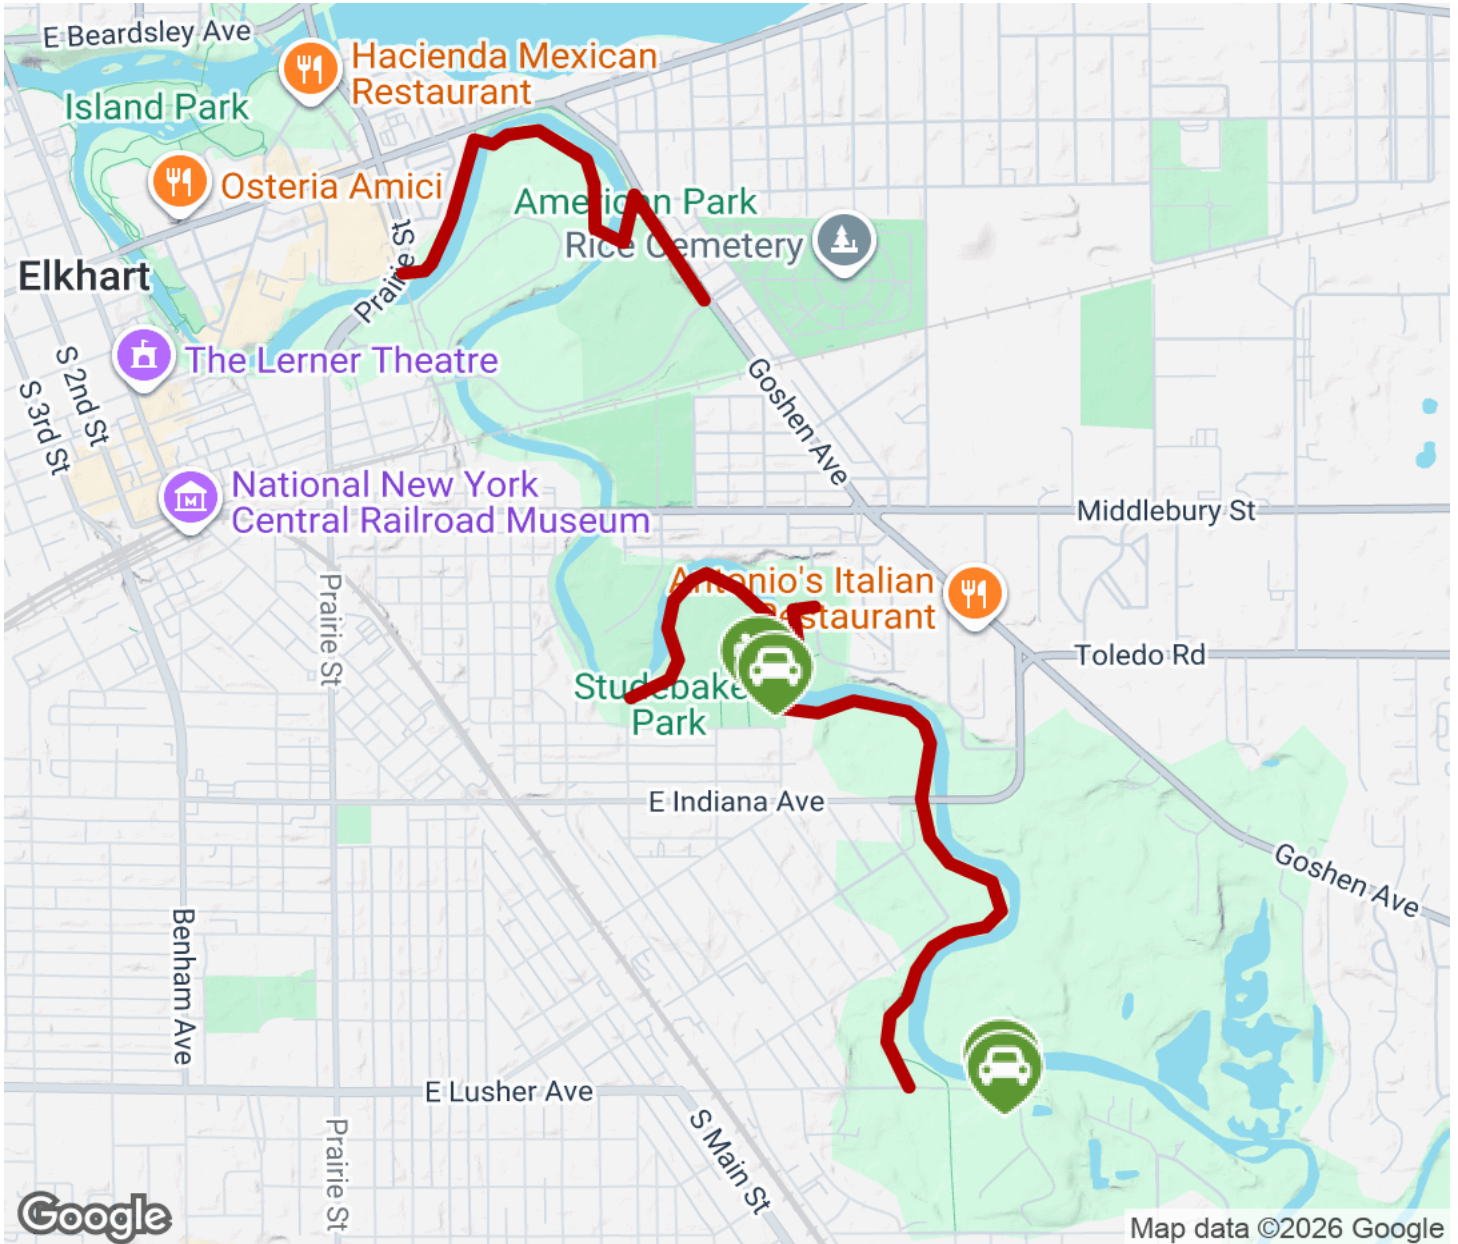 E Beardsley Ave
Hacienda Mexican
Restaurant
Island Park
Osteria Amici
American Park
Rice Cemetery
Prairie St
Elkhart
The Lerner Theatre
S 2nd St
S 3rd St
Goshen Ave
National New York
Central Railroad Museum
Middlebury St
Antonio's Italian
Restaurant
Prairie St
Toledo Rd
Studebaker
Park
E Indiana Ave
Goshen Ave
Benham Ave
E Lusher Ave
S Main St
Prairie St
Google
Map data ©2026 Google